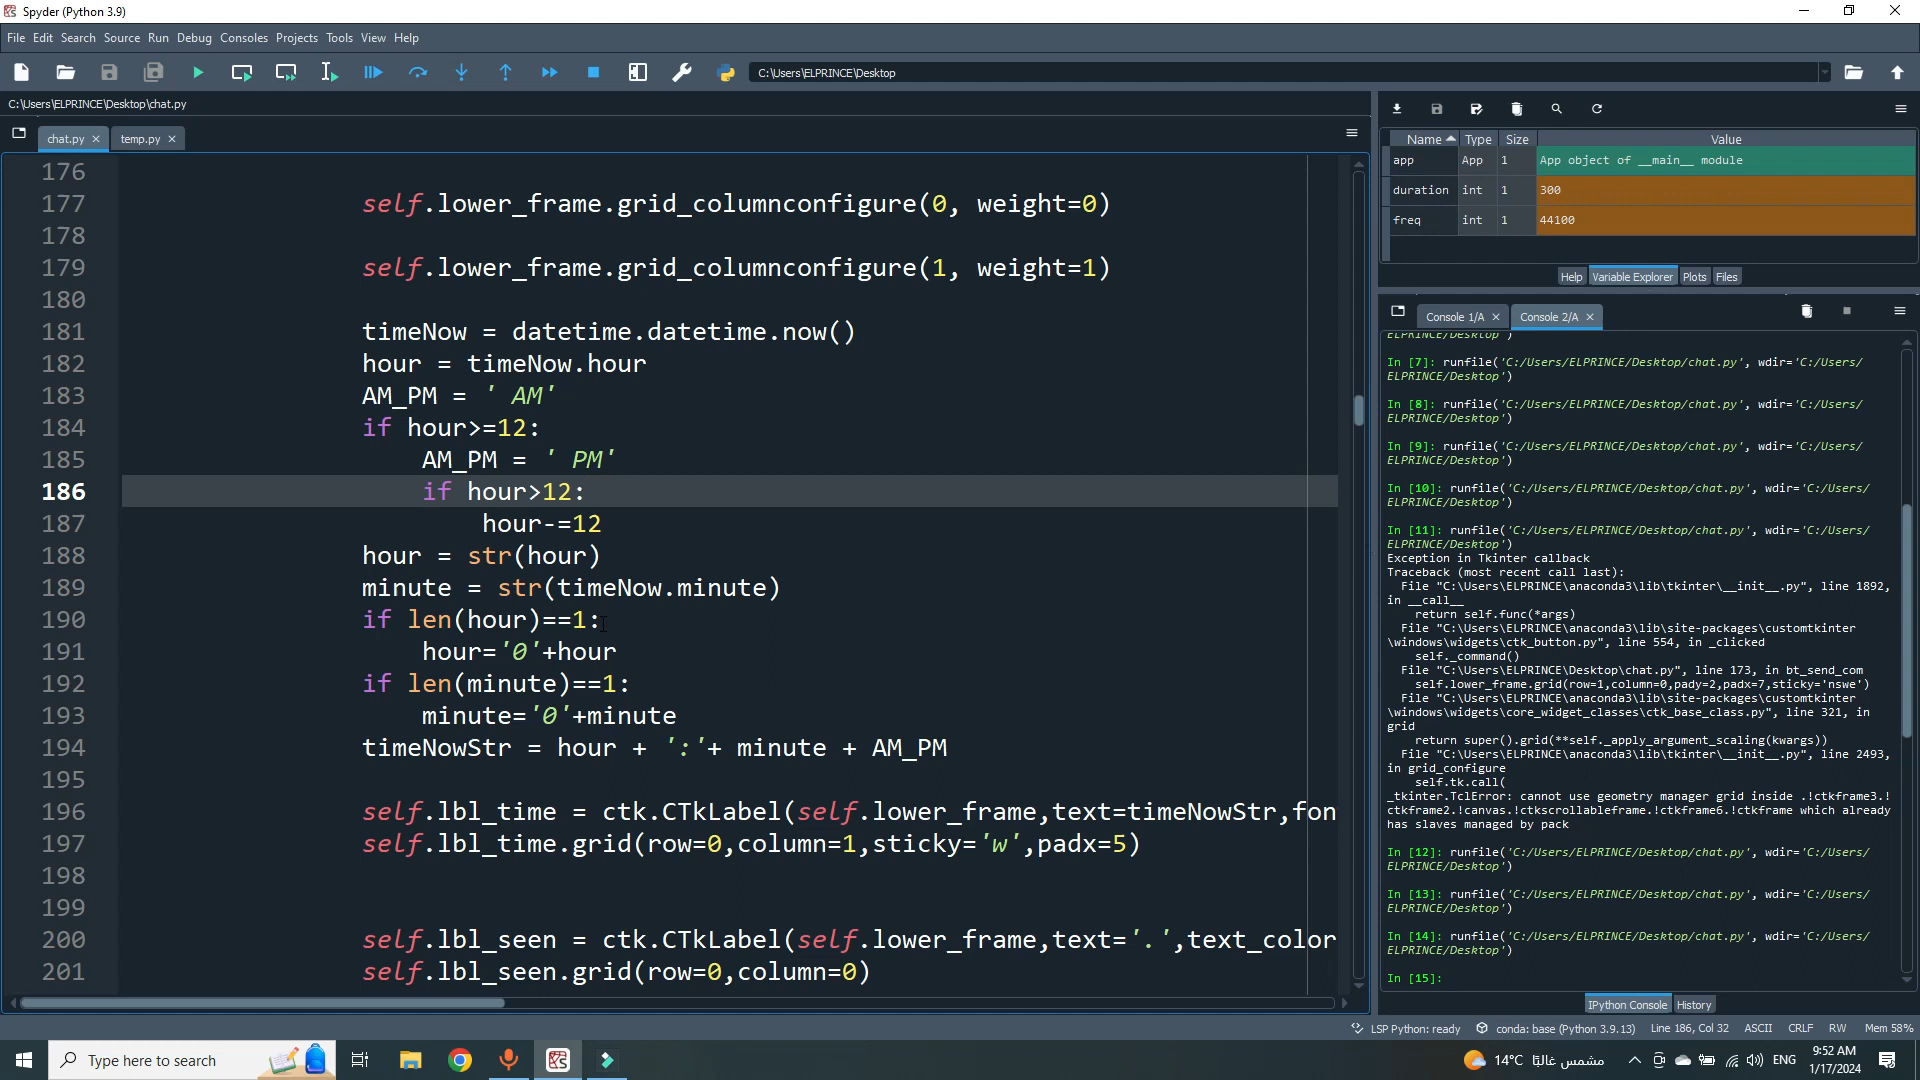 Spyder (Python 3.9)
File Edit Search Source Run Debug Consoles Projects Tools View Help
C:\Users\ELPRINCE\Desktop
C:\Users\ELPRINCE\Desktop\chat.py
chat.py temp.py
176
177 self.lower_frame.grid_columnconfigure(0, weight=0)
178
179 self.lower_frame.grid_columnconfigure(1, weight=1)
180
181 timeNow = datetime.datetime.now()
182 hour = timeNow.hour
183 AM_PM = ' AM'
184 if hour>=12:
185 AM_PM = ' PM'
186 if hour>12:
187 hour-=12
188 hour = str(hour)
189 minute = str(timeNow.minute)
190 if len(hour)==1:
191 hour='0'+hour
192 if len(minute)==1:
193 minute='0'+minute
194 timeNowStr = hour + ':'+ minute + AM_PM
195
196 self.lbl_time = ctk.CTkLabel(self.lower_frame,text=timeNowStr,fon
197 self.lbl_time.grid(row=0,column=1,sticky='w',padx=5)
198
199
200 self.lbl_seen = ctk.CTkLabel(self.lower_frame,text='.',text_color
201 self.lbl_seen.grid(row=0,column=0)
Name Type Size Value
app App 1 App object of __main__ module
duration int 1 300
freq int 1 44100
Help Variable Explorer Plots Files
Console 1/A Console 2/A
ELPRINCE/Desktop')
In [7]: runfile('C:/Users/ELPRINCE/Desktop/chat.py', wdir='C:/Users/
ELPRINCE/Desktop')
In [8]: runfile('C:/Users/ELPRINCE/Desktop/chat.py', wdir='C:/Users/
ELPRINCE/Desktop')
In [9]: runfile('C:/Users/ELPRINCE/Desktop/chat.py', wdir='C:/Users/
ELPRINCE/Desktop')
In [10]: runfile('C:/Users/ELPRINCE/Desktop/chat.py', wdir='C:/Users/
ELPRINCE/Desktop')
In [11]: runfile('C:/Users/ELPRINCE/Desktop/chat.py', wdir='C:/Users/
ELPRINCE/Desktop')
Exception in Tkinter callback
Traceback (most recent call last):
File "C:\Users\ELPRINCE\anaconda3\lib\tkinter\__init__.py", line 1892,
in __call__
return self.func(*args)
File "C:\Users\ELPRINCE\anaconda3\lib\site-packages\customtkinter
\windows\widgets\ctk_button.py", line 554, in _clicked
self._command()
File "C:\Users\ELPRINCE\Desktop\chat.py", line 173, in bt_send_com
self.lower_frame.grid(row=1,column=0,pady=2,padx=7,sticky='nswe')
File "C:\Users\ELPRINCE\anaconda3\lib\site-packages\customtkinter
\windows\widgets\core_widget_classes\ctk_base_class.py", line 321, in
grid
return super().grid(**self._apply_argument_scaling(kwargs))
File "C:\Users\ELPRINCE\anaconda3\lib\tkinter\__init__.py", line 2493,
in grid_configure
self.tk.call(
_tkinter.TclError: cannot use geometry manager grid inside .!ctkframe3.!
ctkframe2.!canvas.!ctkscrollableframe.!ctkframe6.!ctkframe which already
has slaves managed by pack
In [12]: runfile('C:/Users/ELPRINCE/Desktop/chat.py', wdir='C:/Users/
ELPRINCE/Desktop')
In [13]: runfile('C:/Users/ELPRINCE/Desktop/chat.py', wdir='C:/Users/
ELPRINCE/Desktop')
In [14]: runfile('C:/Users/ELPRINCE/Desktop/chat.py', wdir='C:/Users/
ELPRINCE/Desktop')
In [15]:
IPython Console History
LSP Python: ready conda: base (Python 3.9.13) Line 186, Col 32 ASCII CRLF RW Mem 58%
Type here to search
14°C مشمس غالبًا ENG 9:52 AM
1/17/2024